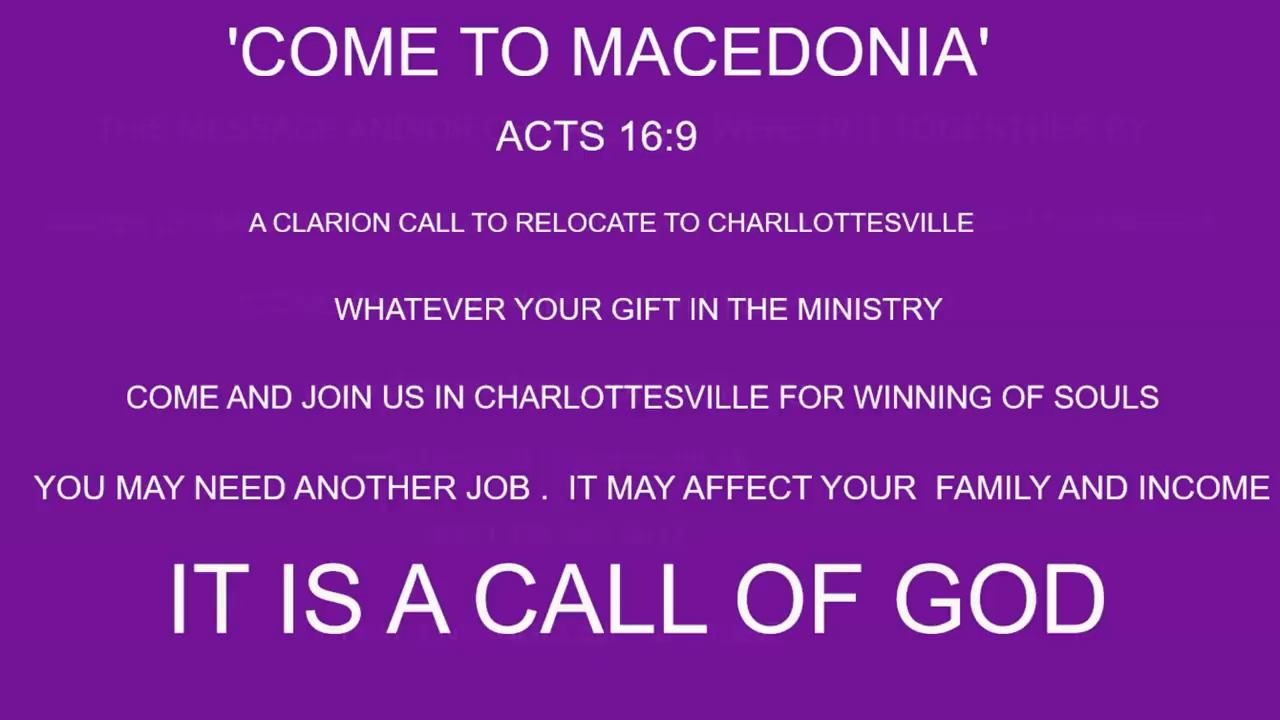 'COME TO MACEDONIA'
ACTS 16:9
A CLARION CALL TO RELOCATE TO CHARLLOTTESVILLE
WHATEVER YOUR GIFT IN THE MINISTRY
COME AND JOIN US IN CHARLOTTESVILLE FOR WINNING OF SOULS
YOU MAY NEED ANOTHER JOB .  IT MAY AFFECT YOUR  FAMILY AND INCOME
IT IS A CALL OF GOD